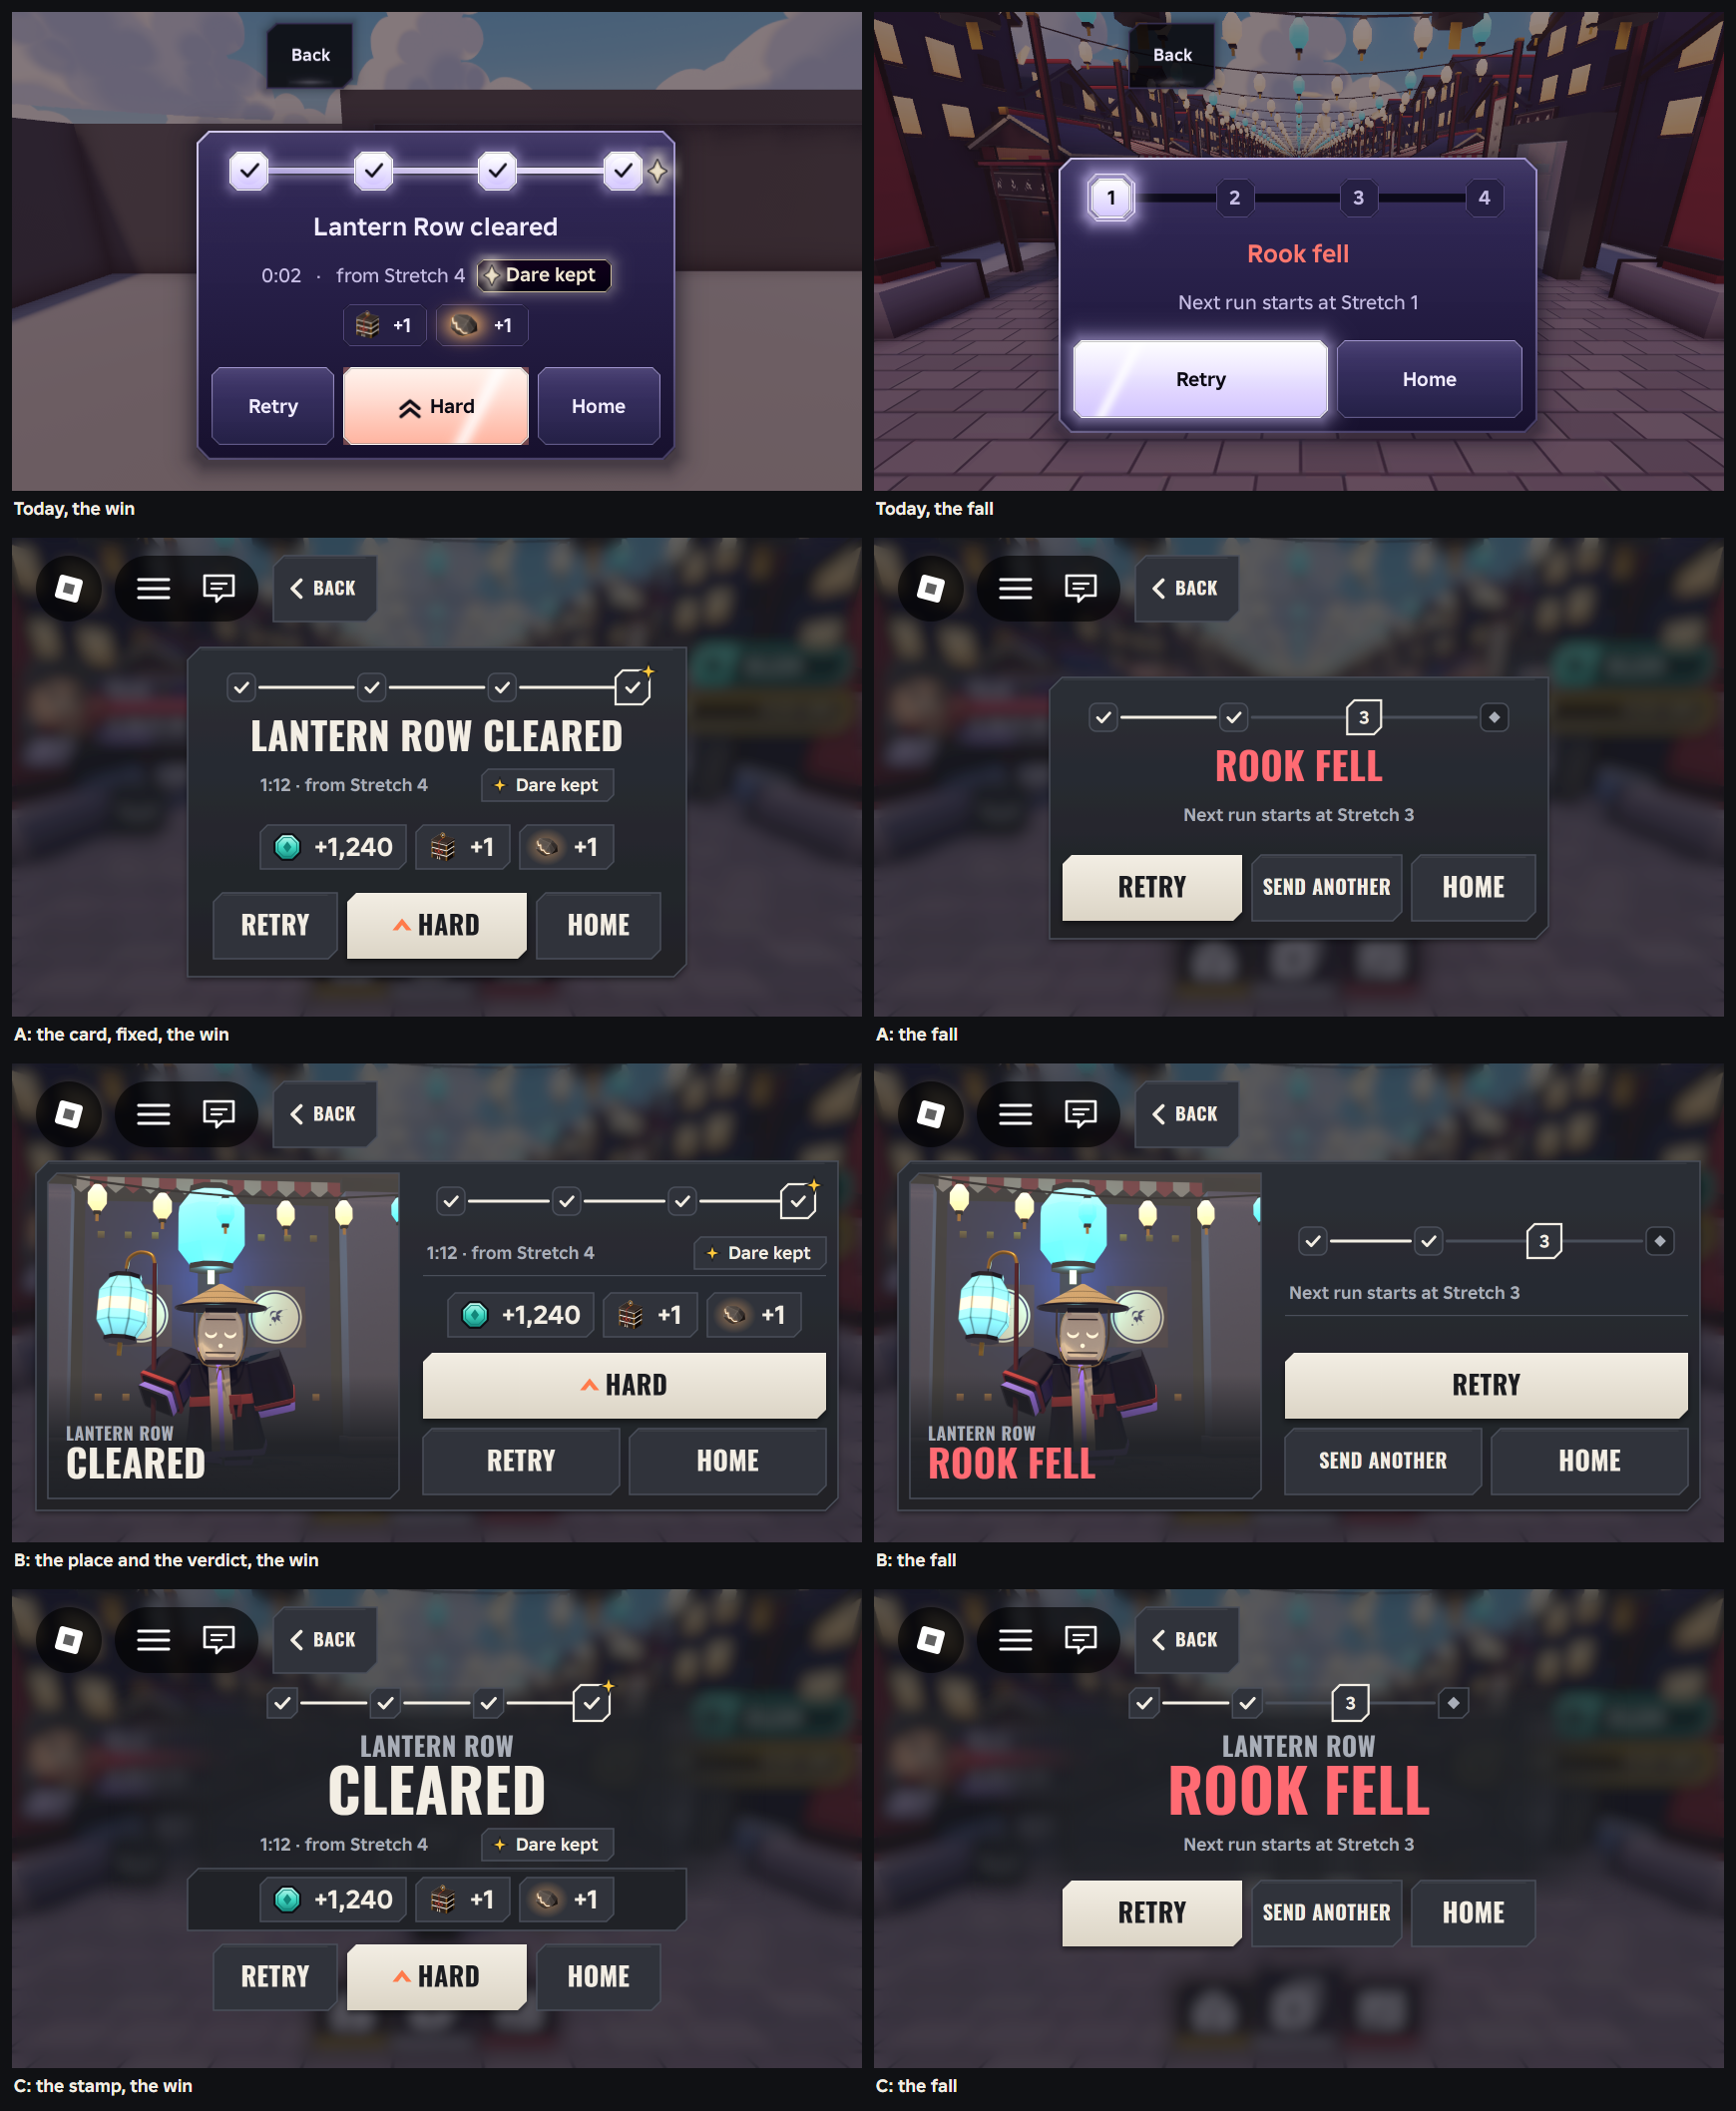 Back
Lantern Row cleared
0:02 · from Stretch 4 Dare kept
+1 +1
Retry Hard Home
Today, the win
Back
1 2 3 4
Rook fell
Next run starts at Stretch 1
Retry Home
Today, the fall
BACK
LANTERN ROW CLEARED
1:12 · from Stretch 4 Dare kept
+1,240 +1 +1
RETRY HARD HOME
A: the card, fixed, the win
BACK
3
ROOK FELL
Next run starts at Stretch 3
RETRY SEND ANOTHER HOME
A: the fall
BACK
LANTERN ROW
CLEARED
1:12 · from Stretch 4 Dare kept
+1,240 +1 +1
HARD
RETRY HOME
B: the place and the verdict, the win
BACK
LANTERN ROW
ROOK FELL
3
Next run starts at Stretch 3
RETRY
SEND ANOTHER HOME
B: the fall
BACK
LANTERN ROW
CLEARED
1:12 · from Stretch 4 Dare kept
+1,240 +1 +1
RETRY HARD HOME
C: the stamp, the win
BACK
3
LANTERN ROW
ROOK FELL
Next run starts at Stretch 3
RETRY SEND ANOTHER HOME
C: the fall